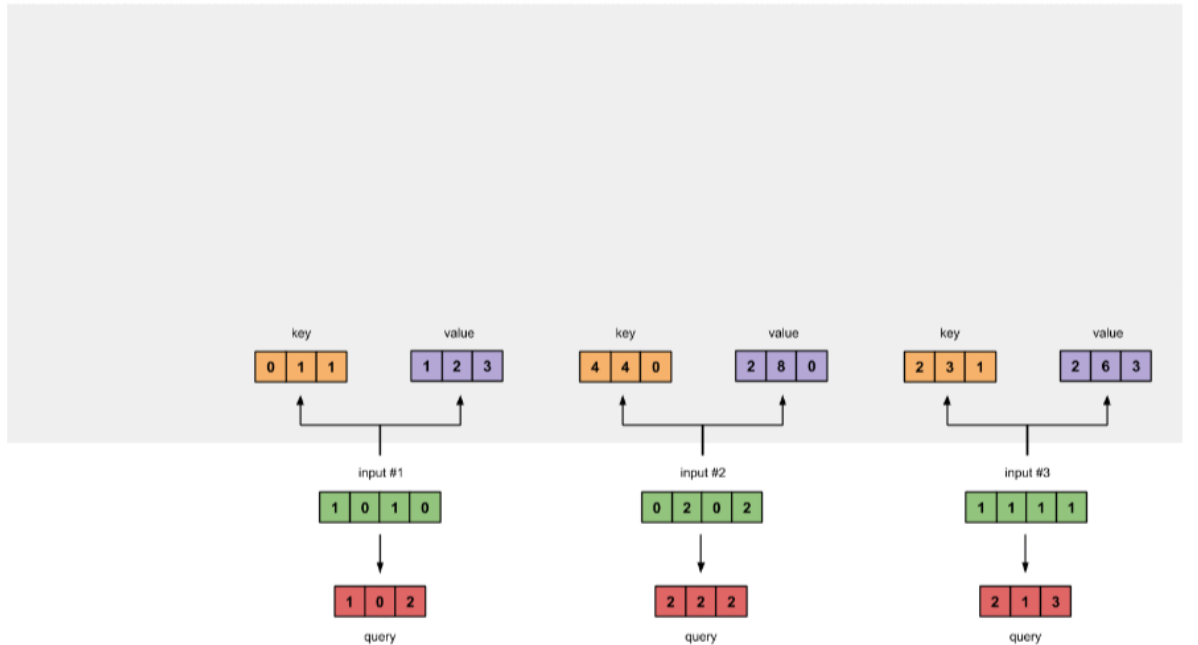 key value key value key value
0 1 1 1 2 3 4 4 0 2 8 0 2 3 1 2 6 3
input #1 input #2 input #3
1 0 1 0 0 2 0 2 1 1 1 1
1 0 2 2 2 2 2 1 3
query query query